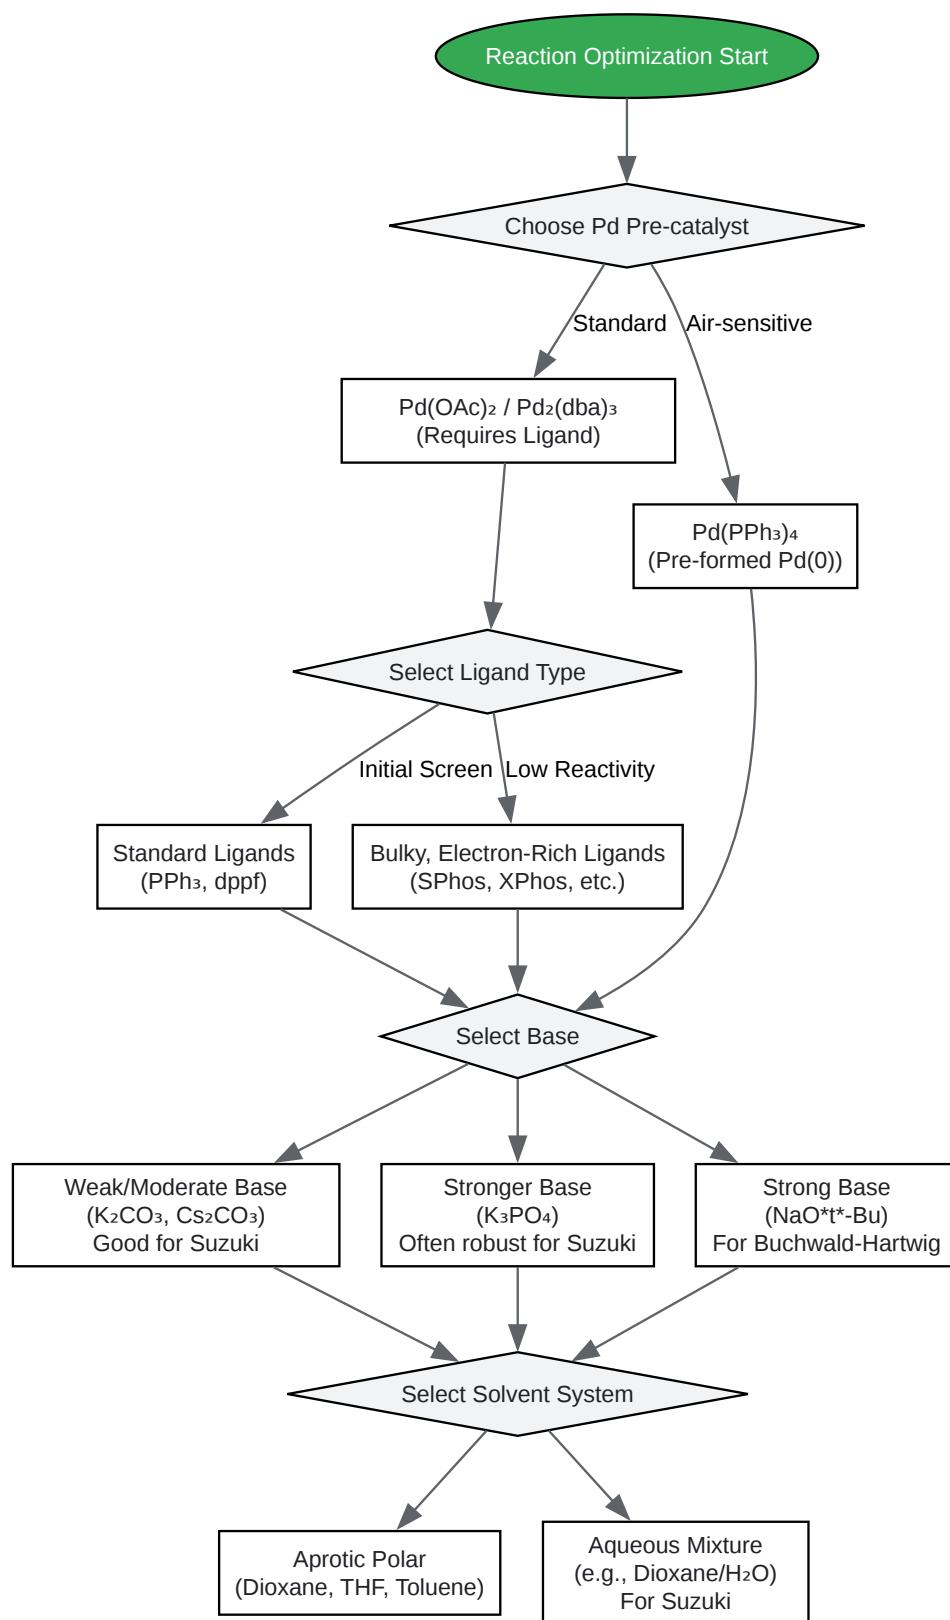 Reaction Optimization Start
Choose Pd Pre-catalyst
Standard
Air-sensitive
Pd(OAc)₂ / Pd₂(dba)₃
(Requires Ligand)
Pd(PPh₃)₄
(Pre-formed Pd(0))
Select Ligand Type
Initial Screen
Low Reactivity
Standard Ligands
(PPh₃, dppf)
Bulky, Electron-Rich Ligands
(SPhos, XPhos, etc.)
Select Base
Weak/Moderate Base
(K₂CO₃, Cs₂CO₃)
Good for Suzuki
Stronger Base
(K₃PO₄)
Often robust for Suzuki
Strong Base
(NaO*t*-Bu)
For Buchwald-Hartwig
Select Solvent System
Aprotic Polar
(Dioxane, THF, Toluene)
Aqueous Mixture
(e.g., Dioxane/H₂O)
For Suzuki